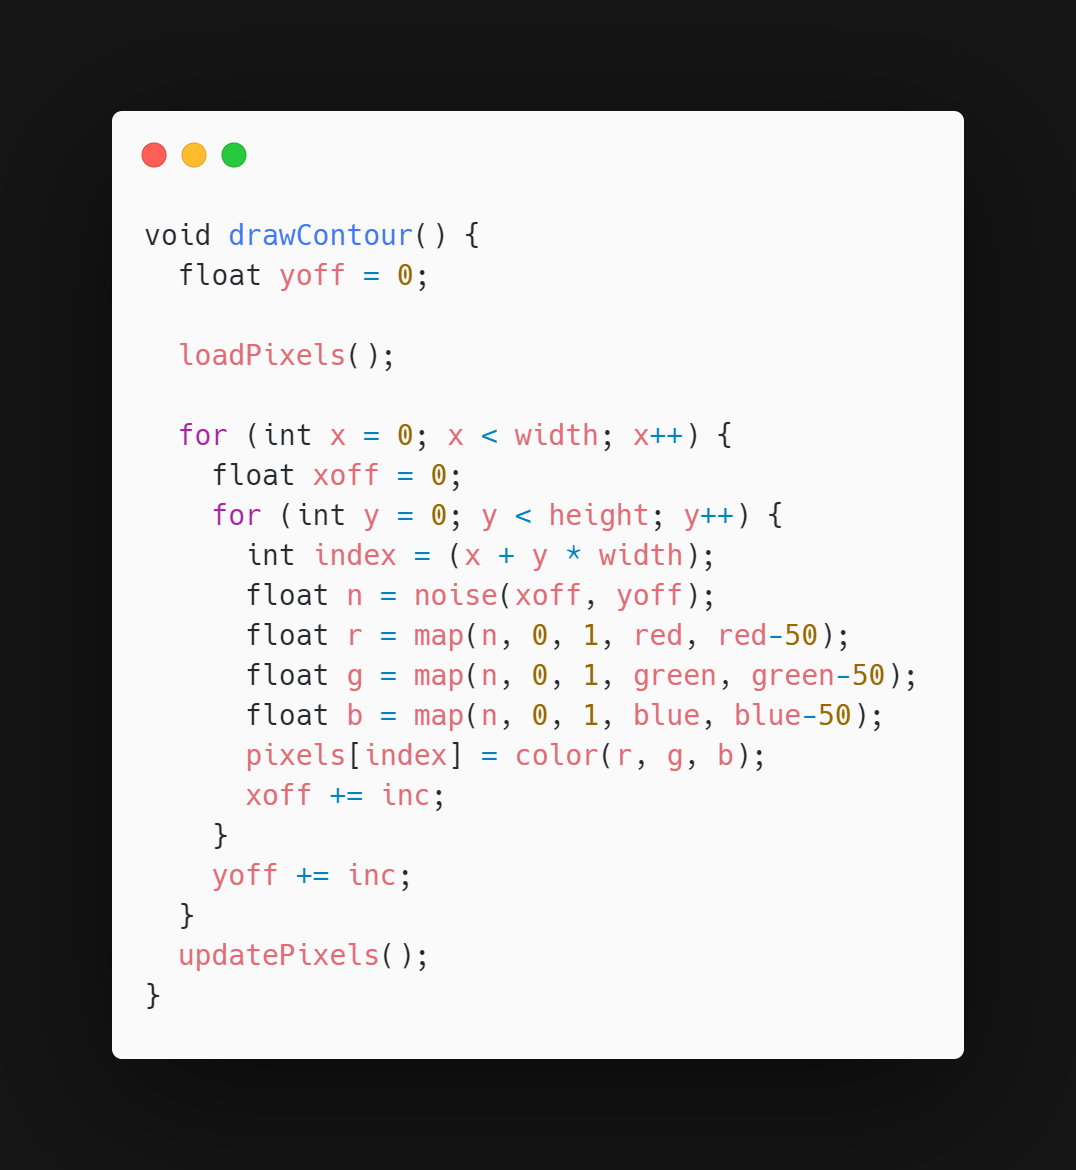 void drawContour() {
  float yoff = 0;

  loadPixels();

  for (int x = 0; x < width; x++) {
    float xoff = 0;
    for (int y = 0; y < height; y++) {
      int index = (x + y * width);
      float n = noise(xoff, yoff);
      float r = map(n, 0, 1, red, red-50);
      float g = map(n, 0, 1, green, green-50);
      float b = map(n, 0, 1, blue, blue-50);
      pixels[index] = color(r, g, b);
      xoff += inc;
    }
    yoff += inc;
  }
  updatePixels();
}